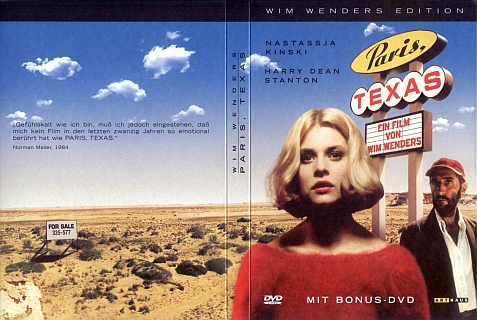 WIM WENDERS EDITION
"Gefühlskalt wie ich bin, muß ich jedoch eingestehen, daß
mich kein Film in den letzten zwanzig Jahren so emotional
berührt hat wie PARIS, TEXAS."
Norman Mailer, 1984
FOR SALE
335-577
WIM WENDERS
PARIS, TEXAS
NASTASSJA
KINSKI
HARRY DEAN
STANTON
Paris,
TEXAS
EIN FILM
VON
WIM WENDERS
DVD
MIT BONUS-DVD
ARTHAUS